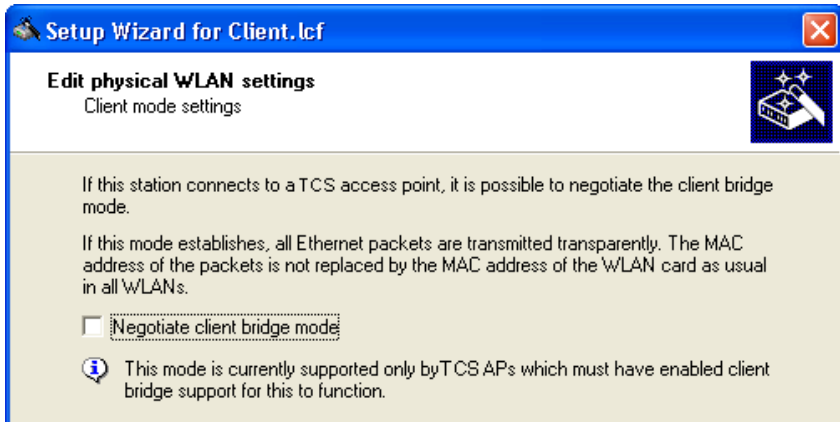 Setup Wizard for Client.lcf
Edit physical WLAN settings
Client mode settings
If this station connects to a TCS access point, it is possible to negotiate the client bridge
mode.
If this mode establishes, all Ethernet packets are transmitted transparently. The MAC
address of the packets is not replaced by the MAC address of the WLAN card as usual
in all WLANs.
Negotiate client bridge mode
This mode is currently supported only by TCS APs which must have enabled client
bridge support for this to function.